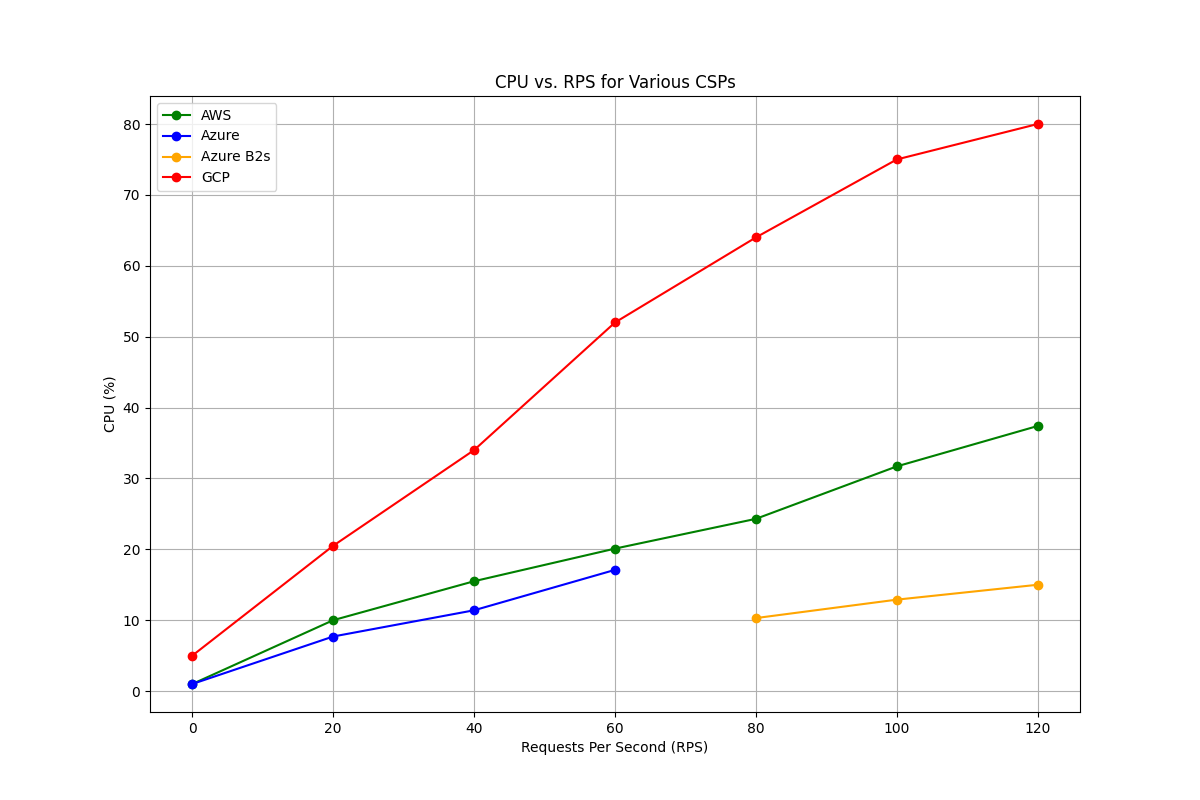 CPU vs. RPS for Various CSPs
AWS
Azure
Azure B2s
GCP
80
70
60
50
40
30
20
10
0
CPU (%)
0 20 40 60 80 100 120
Requests Per Second (RPS)